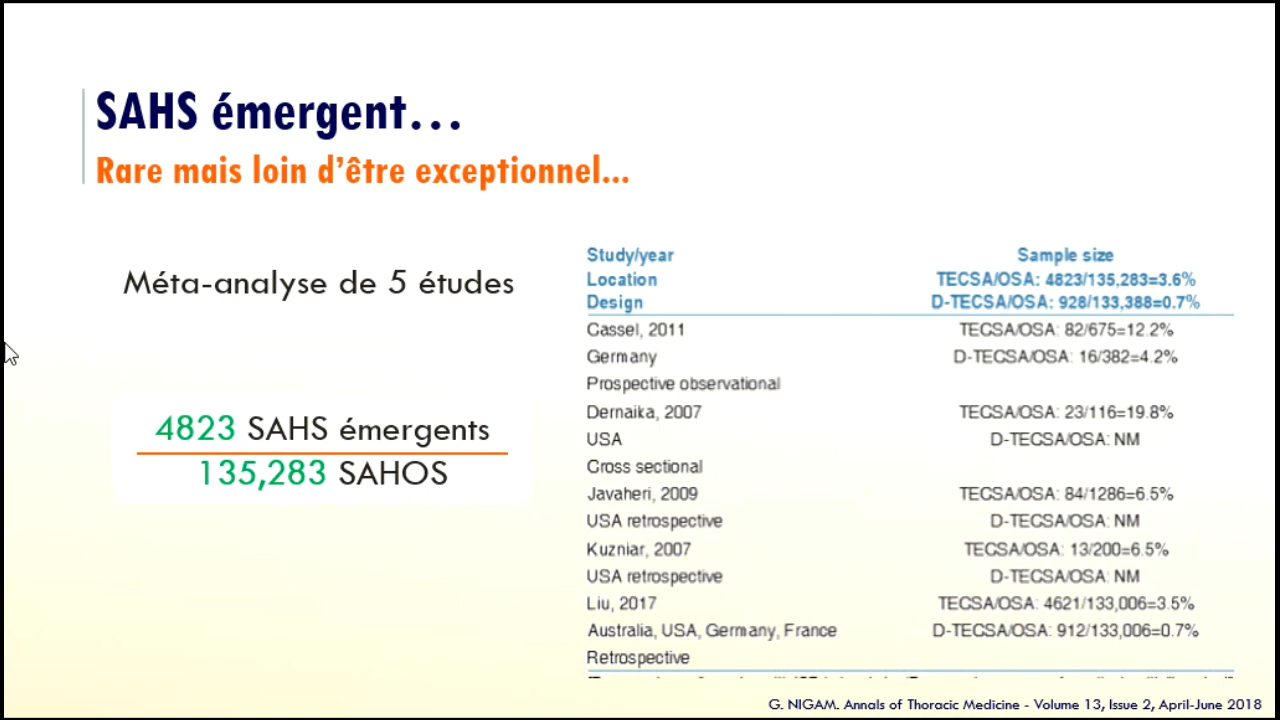 SAHS émergent...
Rare mais loin d'être exceptionnel...
Méta-analyse de 5 études
4823 SAHS émergents
135,283 SAHOS
Study/year Sample size
Location TECSA/OSA: 4823/135,283=3.6%
Design D-TECSA/OSA: 928/133,388=0.7%
Cassel, 2011 TECSA/OSA: 82/675=12.2%
Germany D-TECSA/OSA: 16/382=4.2%
Prospective observational
Dernaika, 2007 TECSA/OSA: 23/116=19.8%
USA D-TECSA/OSA: NM
Cross sectional
Javaheri, 2009 TECSA/OSA: 84/1286=6.5%
USA retrospective D-TECSA/OSA: NM
Kuzniar, 2007 TECSA/OSA: 13/200=6.5%
USA retrospective D-TECSA/OSA: NM
Liu, 2017 TECSA/OSA: 4621/133,006=3.5%
Australia, USA, Germany, France D-TECSA/OSA: 912/133,006=0.7%
Retrospective
G. NIGAM. Annals of Thoracic Medicine - Volume 13, Issue 2, April-June 2018